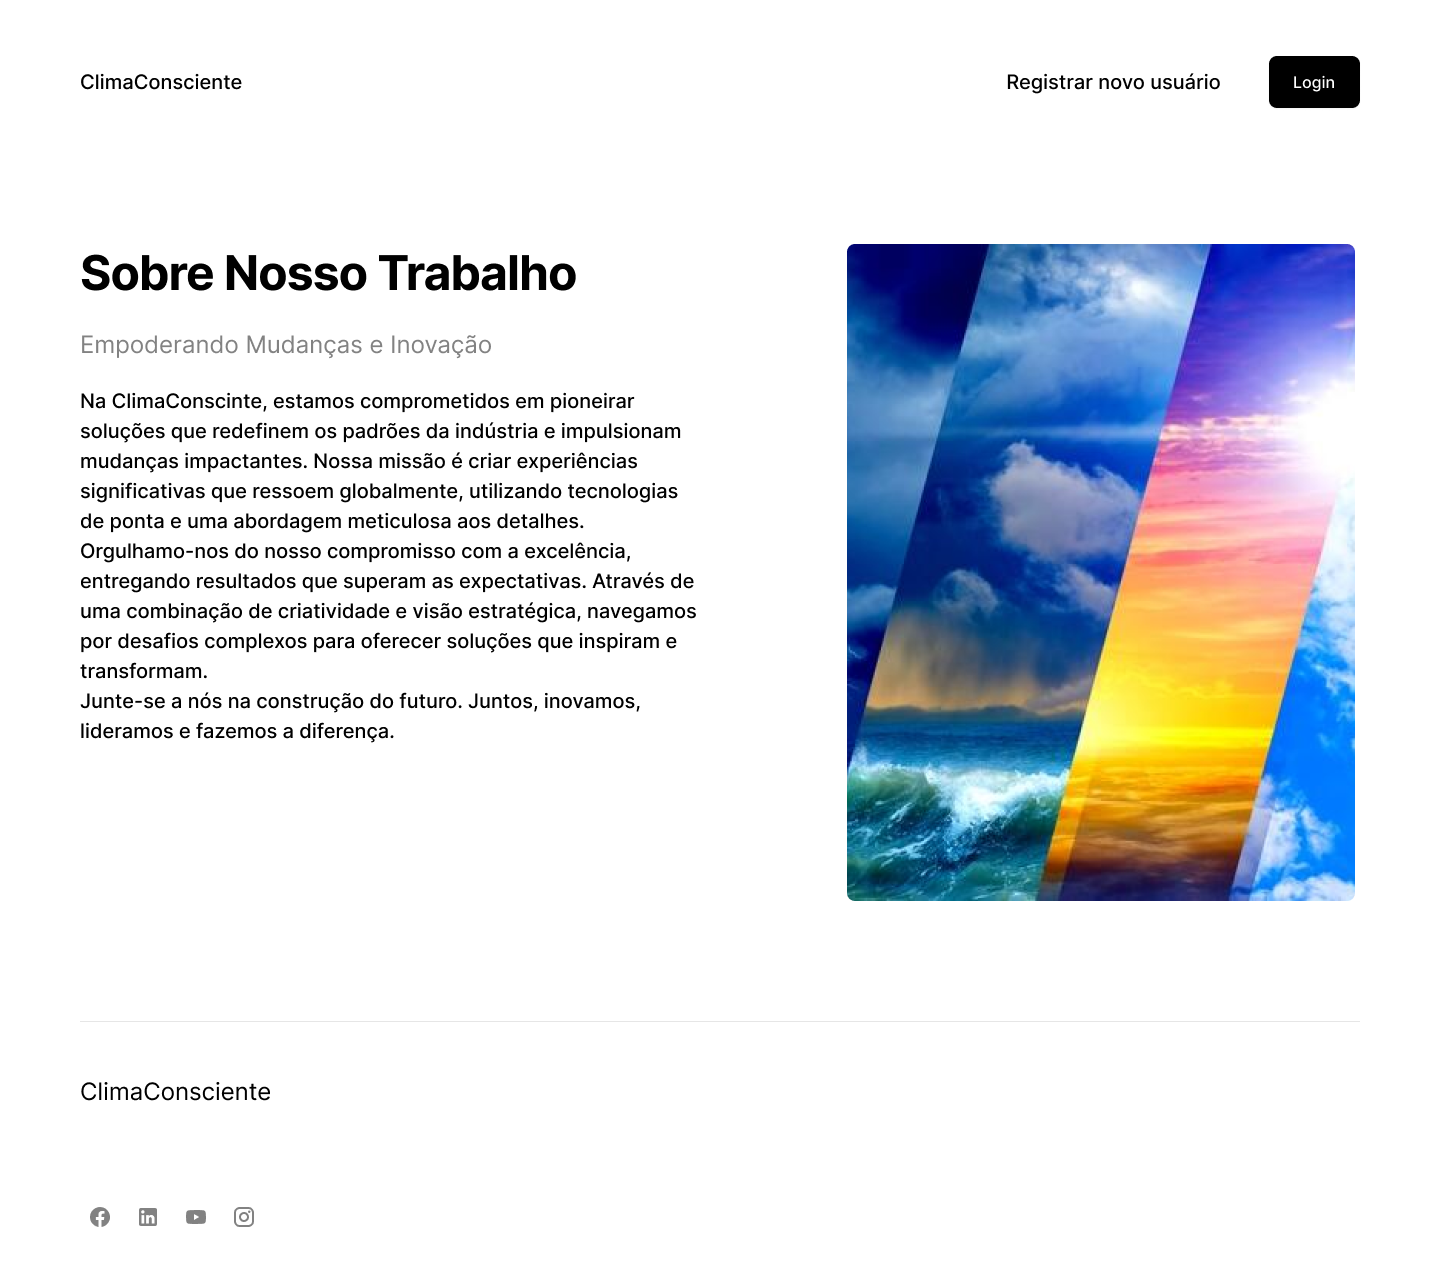 ClimaConsciente
Registrar novo usuário
Login
Sobre Nosso Trabalho
Empoderando Mudanças e Inovação
Na ClimaConscinte, estamos comprometidos em pioneirar
soluções que redefinem os padrões da indústria e impulsionam
mudanças impactantes. Nossa missão é criar experiências
significativas que ressoem globalmente, utilizando tecnologias
de ponta e uma abordagem meticulosa aos detalhes.
Orgulhamo-nos do nosso compromisso com a excelência,
entregando resultados que superam as expectativas. Através de
uma combinação de criatividade e visão estratégica, navegamos
por desafios complexos para oferecer soluções que inspiram e
transformam.
Junte-se a nós na construção do futuro. Juntos, inovamos,
lideramos e fazemos a diferença.
ClimaConsciente